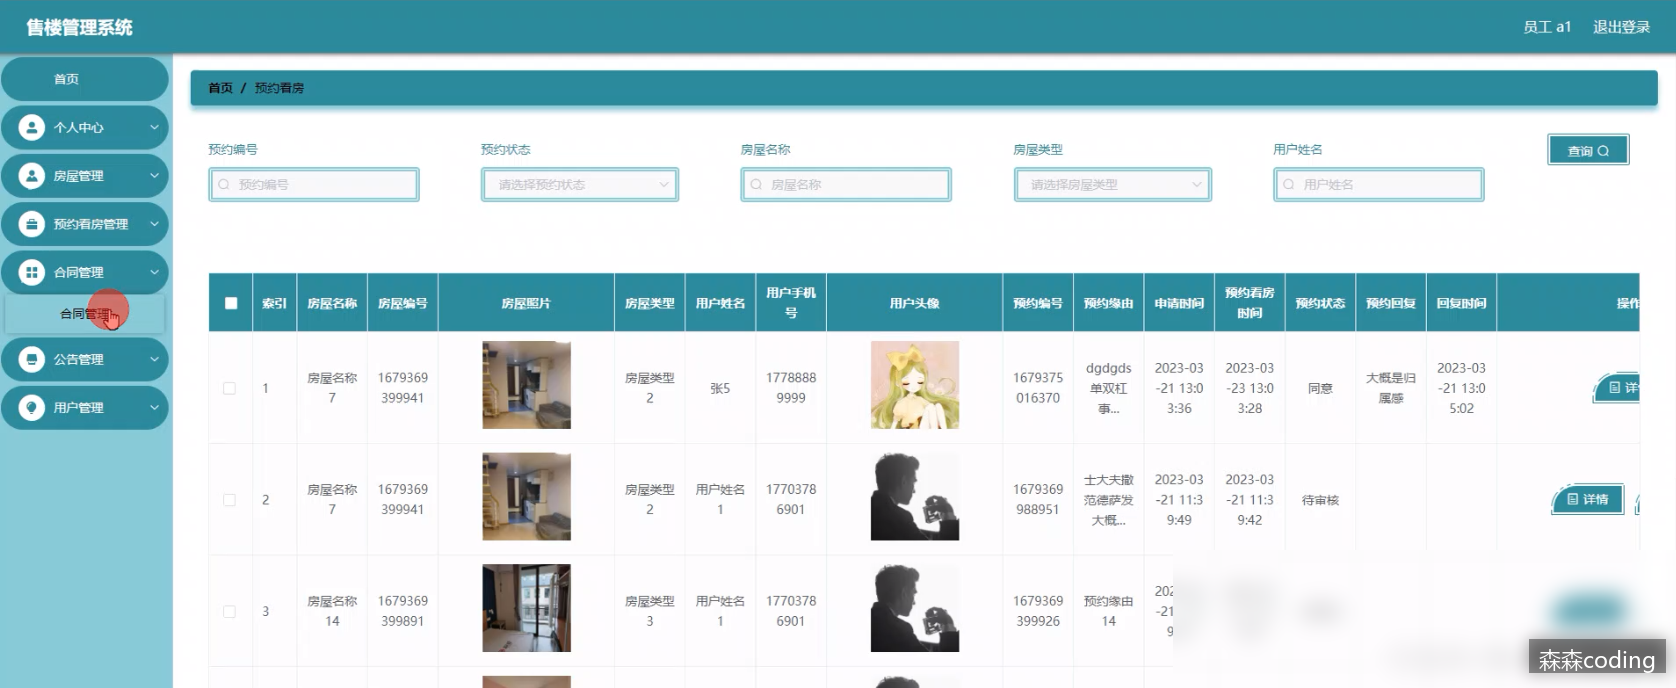 售楼管理系统
员工 a1 退出登录
首页
个人中心
房屋管理
预约看房管理
合同管理
合同管理
公告管理
用户管理
首页 / 预约看房
预约编号 预约状态 房屋名称 房屋类型 用户姓名
查询
预约编号 请选择预约状态 房屋名称 请选择房屋类型 用户姓名
索引 房屋名称 房屋编号 房屋照片 房屋类型 用户姓名 用户手机号 用户头像 预约编号 预约缘由 申请时间 预约看房时间 预约状态 预约回复 回复时间 操作
1 房屋名称7 1679369399941 房屋类型2 张5 17788889999 1679375016370 dgdgds单双杠事... 2023-03-21 13:03:36 2023-03-23 13:03:28 同意 大概是归属感 2023-03-21 13:05:02 详
2 房屋名称7 1679369399941 房屋类型2 用户姓名1 17703786901 1679369988951 士大夫撒范德萨发大概... 2023-03-21 11:39:49 2023-03-21 11:39:42 待审核 详情
3 房屋名称14 1679369399891 房屋类型3 用户姓名1 17703786901 1679369399926 预约缘由14
森森coding